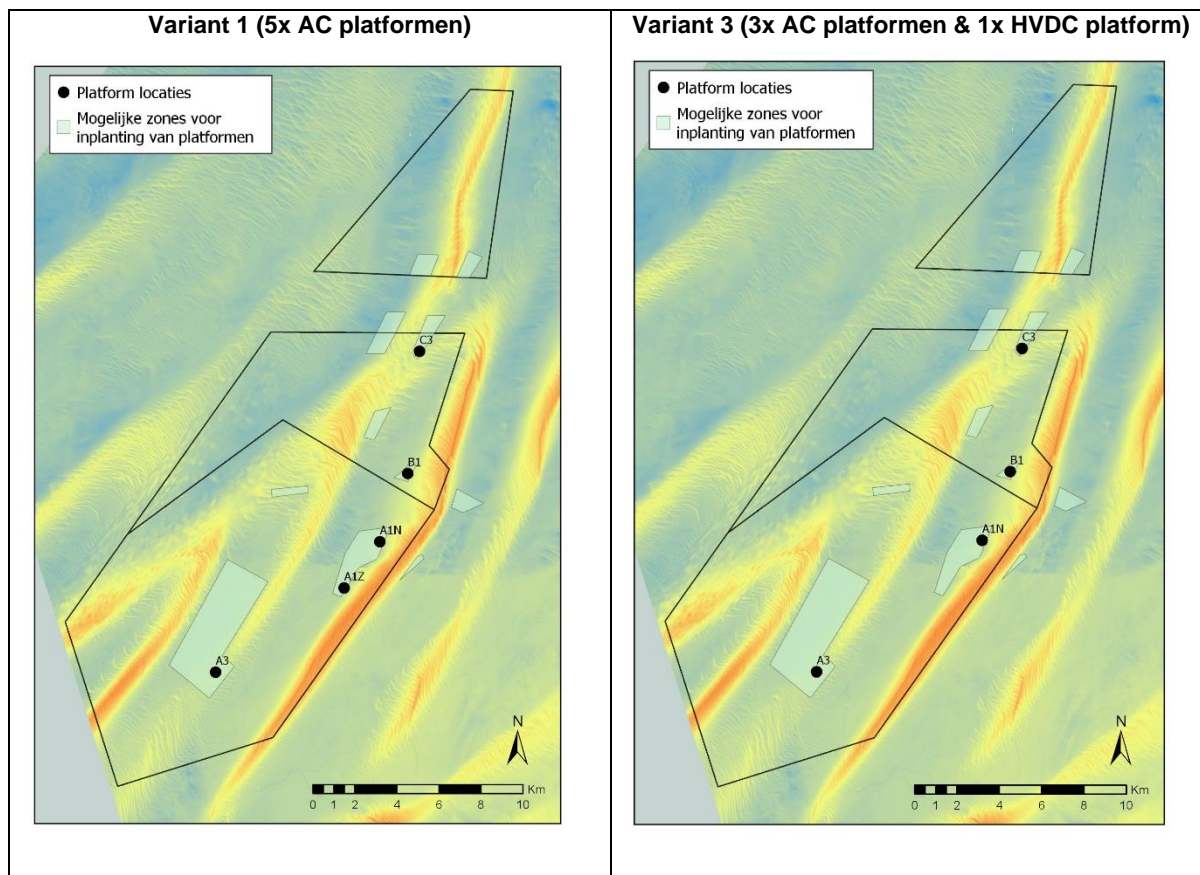 Variant 1 (5x AC platformen)
Platform locaties
Mogelijke zones voor
inplanting van platformen
C3
B1
A1N
A1Z
A3
N
0 1 2 4 6 8 10 Km
Variant 3 (3x AC platformen & 1x HVDC platform)
Platform locaties
Mogelijke zones voor
inplanting van platformen
C3
B1
A1N
A3
N
0 1 2 4 6 8 10 Km